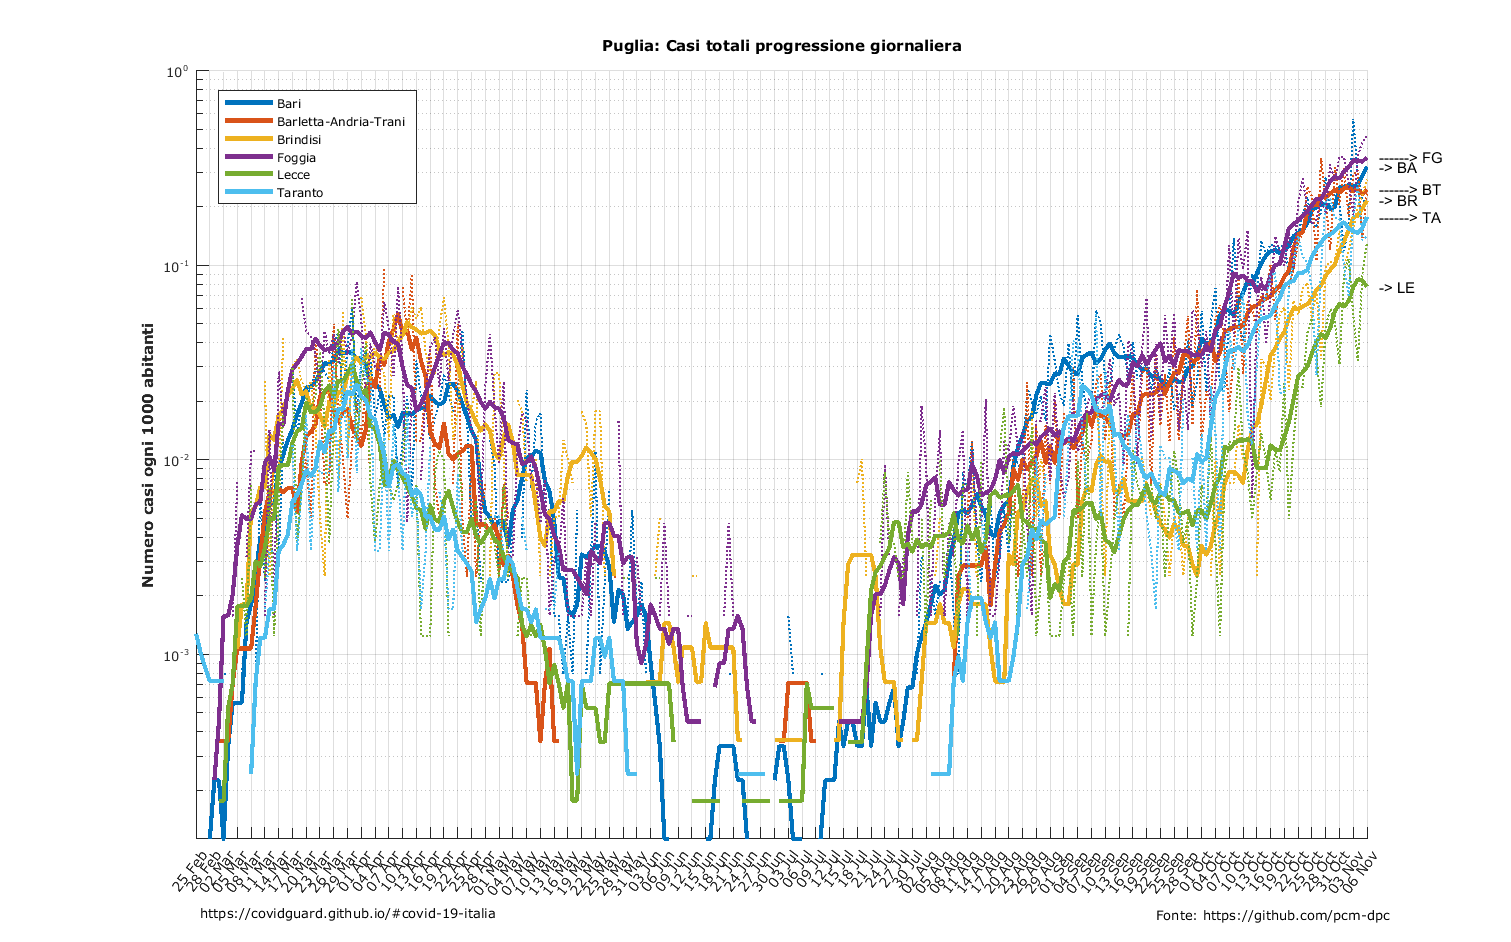 Puglia: Casi totali progressione giornaliera
Numero casi ogni 1000 abitanti
10^0
10^-1
10^-2
10^-3
Bari
Barletta-Andria-Trani
Brindisi
Foggia
Lecce
Taranto
------> FG
-> BA
------> BT
-> BR
------> TA
-> LE
25 Feb
28 Feb
02 Mar
05 Mar
08 Mar
11 Mar
14 Mar
17 Mar
20 Mar
23 Mar
26 Mar
29 Mar
01 Apr
04 Apr
07 Apr
10 Apr
13 Apr
16 Apr
19 Apr
22 Apr
25 Apr
28 Apr
01 May
04 May
07 May
10 May
13 May
16 May
19 May
22 May
25 May
28 May
31 May
03 Jun
06 Jun
09 Jun
12 Jun
15 Jun
18 Jun
21 Jun
24 Jun
27 Jun
30 Jun
03 Jul
06 Jul
09 Jul
12 Jul
15 Jul
18 Jul
21 Jul
24 Jul
27 Jul
30 Jul
02 Aug
05 Aug
08 Aug
11 Aug
14 Aug
17 Aug
20 Aug
23 Aug
26 Aug
29 Aug
01 Sep
04 Sep
07 Sep
10 Sep
13 Sep
16 Sep
19 Sep
22 Sep
25 Sep
28 Sep
01 Oct
04 Oct
07 Oct
10 Oct
13 Oct
16 Oct
19 Oct
22 Oct
25 Oct
28 Oct
31 Oct
03 Nov
06 Nov
https://covidguard.github.io/#covid-19-italia
Fonte: https://github.com/pcm-dpc